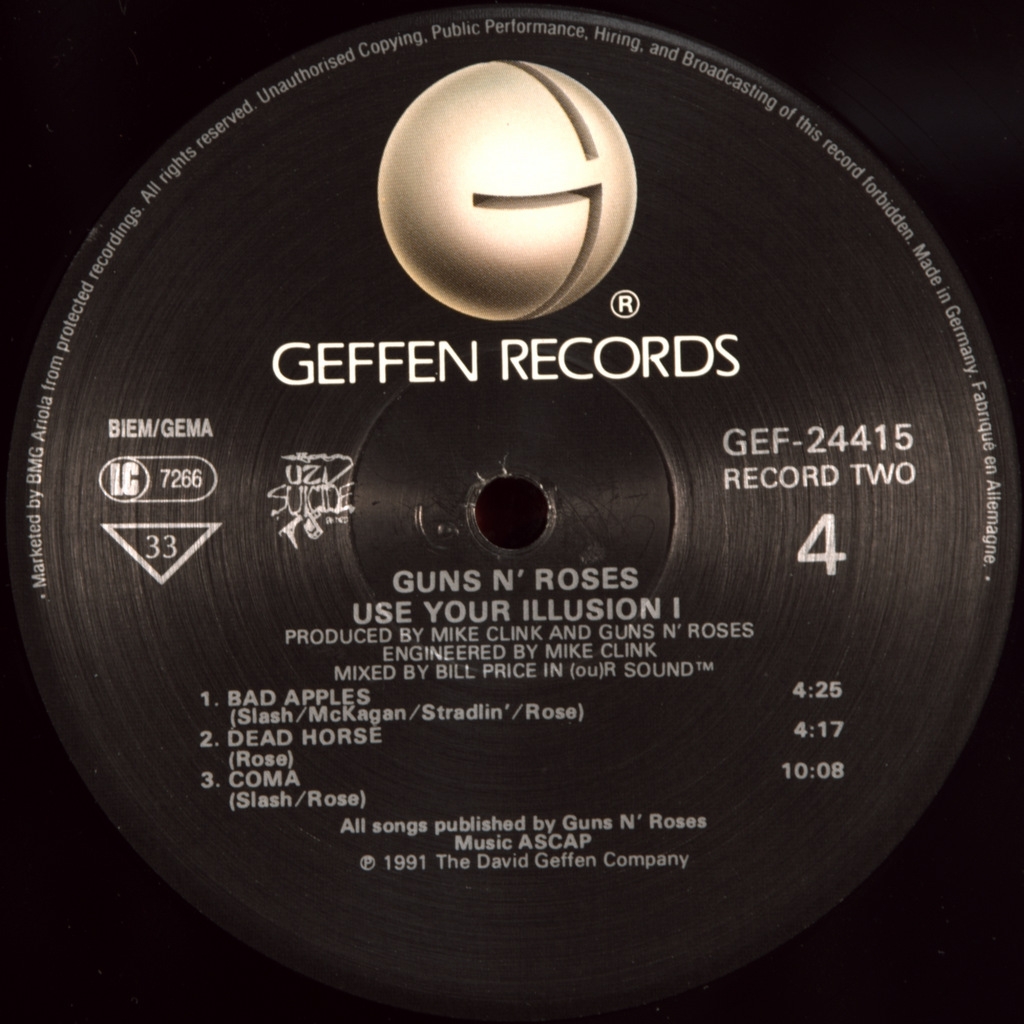 • Marketed by BMG Ariola from protected recordings. All rights reserved. Unauthorised Copying, Public Performance, Hiring, and Broadcasting of this record forbidden. Made in Germany. Fabriqué en Allemagne. •
®
GEFFEN RECORDS
BIEM/GEMA
LC 7266
33
UZI
SUICIDE
GEF-24415
RECORD TWO
4
GUNS N' ROSES
USE YOUR ILLUSION I
PRODUCED BY MIKE CLINK AND GUNS N' ROSES
ENGINEERED BY MIKE CLINK
MIXED BY BILL PRICE IN (ou)R SOUND™
1. BAD APPLES 4:25
(Slash/McKagan/Stradlin'/Rose)
2. DEAD HORSE 4:17
(Rose)
3. COMA 10:08
(Slash/Rose)
All songs published by Guns N' Roses
Music ASCAP
℗ 1991 The David Geffen Company